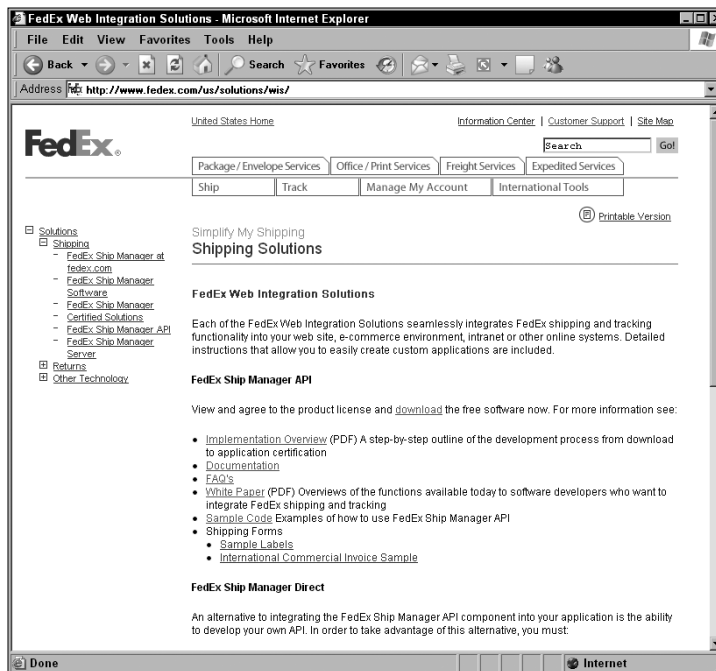 FedEx Web Integration Solutions - Microsoft Internet Explorer
File Edit View Favorites Tools Help
Back Search Favorites
Address http://www.fedex.com/us/solutions/wis/
United States Home Information Center | Customer Support | Site Map
FedEx®
Search Go!
Package / Envelope Services Office / Print Services Freight Services Expedited Services
Ship Track Manage My Account International Tools
Printable Version
Solutions
Shipping
- FedEx Ship Manager at
fedex.com
- FedEx Ship Manager
Software
- FedEx Ship Manager
- Certified Solutions
- FedEx Ship Manager API
- FedEx Ship Manager
Server
Returns
Other Technology
Simplify My Shipping
Shipping Solutions
FedEx Web Integration Solutions
Each of the FedEx Web Integration Solutions seamlessly integrates FedEx shipping and tracking
functionality into your web site, e-commerce environment, intranet or other online systems. Detailed
instructions that allow you to easily create custom applications are included.
FedEx Ship Manager API
View and agree to the product license and download the free software now. For more information see:
• Implementation Overview (PDF) A step-by-step outline of the development process from download
to application certification
• Documentation
• FAQ's
• White Paper (PDF) Overviews of the functions available today to software developers who want to
integrate FedEx shipping and tracking
• Sample Code Examples of how to use FedEx Ship Manager API
• Shipping Forms
• Sample Labels
• International Commercial Invoice Sample
FedEx Ship Manager Direct
An alternative to integrating the FedEx Ship Manager API component into your application is the ability
to develop your own API. In order to take advantage of this alternative, you must:
Done Internet